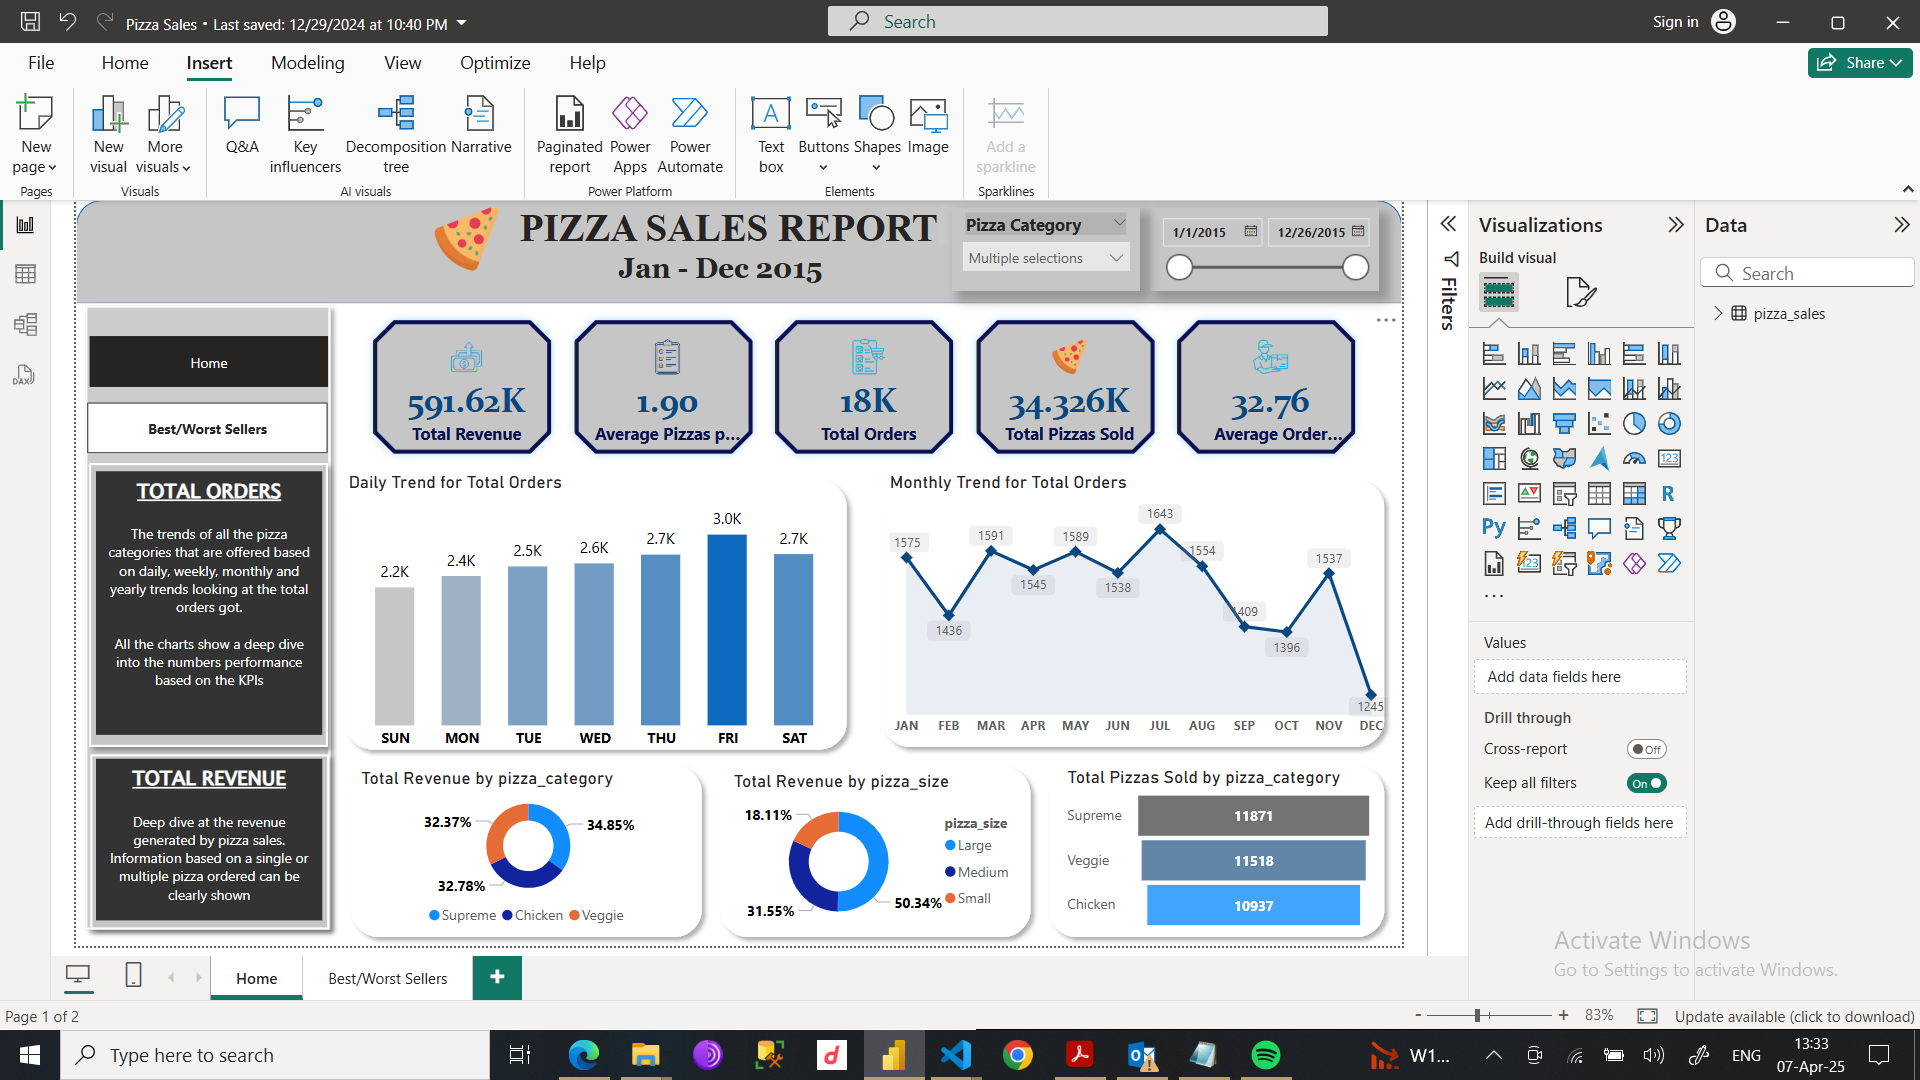 Pizza Sales • Last saved: 12/29/2024 at 10:40 PM
Search
Sign in
File Home Insert Modeling View Optimize Help
Share
New page
New visual
More visuals
Q&A
Key influencers
Decomposition tree
Narrative
Paginated report
Power Apps
Power Automate
Text box
Buttons
Shapes
Image
Add a sparkline
Pages
Visuals
AI visuals
Power Platform
Elements
Sparklines
PIZZA SALES REPORT
Jan - Dec 2015
Pizza Category
Multiple selections
1/1/2015
12/26/2015
Home
Best/Worst Sellers
TOTAL ORDERS
The trends of all the pizza
categories that are offered based
on daily, weekly, monthly and
yearly trends looking at the total
orders got.
All the charts show a deep dive
into the numbers performance
based on the KPIs
TOTAL REVENUE
Deep dive at the revenue
generated by pizza sales.
Information based on a single or
multiple pizza ordered can be
clearly shown
591.62K
Total Revenue
1.90
Average Pizzas p...
18K
Total Orders
34.326K
Total Pizzas Sold
32.76
Average Order...
Daily Trend for Total Orders
2.2K
2.4K
2.5K
2.6K
2.7K
3.0K
2.7K
SUN MON TUE WED THU FRI SAT
Monthly Trend for Total Orders
1575
1436
1591
1545
1589
1538
1643
1554
1409
1396
1537
1245
JAN FEB MAR APR MAY JUN JUL AUG SEP OCT NOV DEC
Total Revenue by pizza_category
32.37%
34.85%
32.78%
Supreme Chicken Veggie
Total Revenue by pizza_size
18.11%
31.55%
50.34%
pizza_size
Large
Medium
Small
Total Pizzas Sold by pizza_category
Supreme 11871
Veggie 11518
Chicken 10937
Filters
Visualizations
Build visual
R
Py
123
123
Values
Add data fields here
Drill through
Cross-report
Off
Keep all filters
On
Add drill-through fields here
Data
Search
pizza_sales
DAX
Activate Windows
Go to Settings to activate Windows.
Home
Best/Worst Sellers
+
Page 1 of 2
- + 83%
Update available (click to download)
Type here to search
W1...
ENG
13:33
07-Apr-25